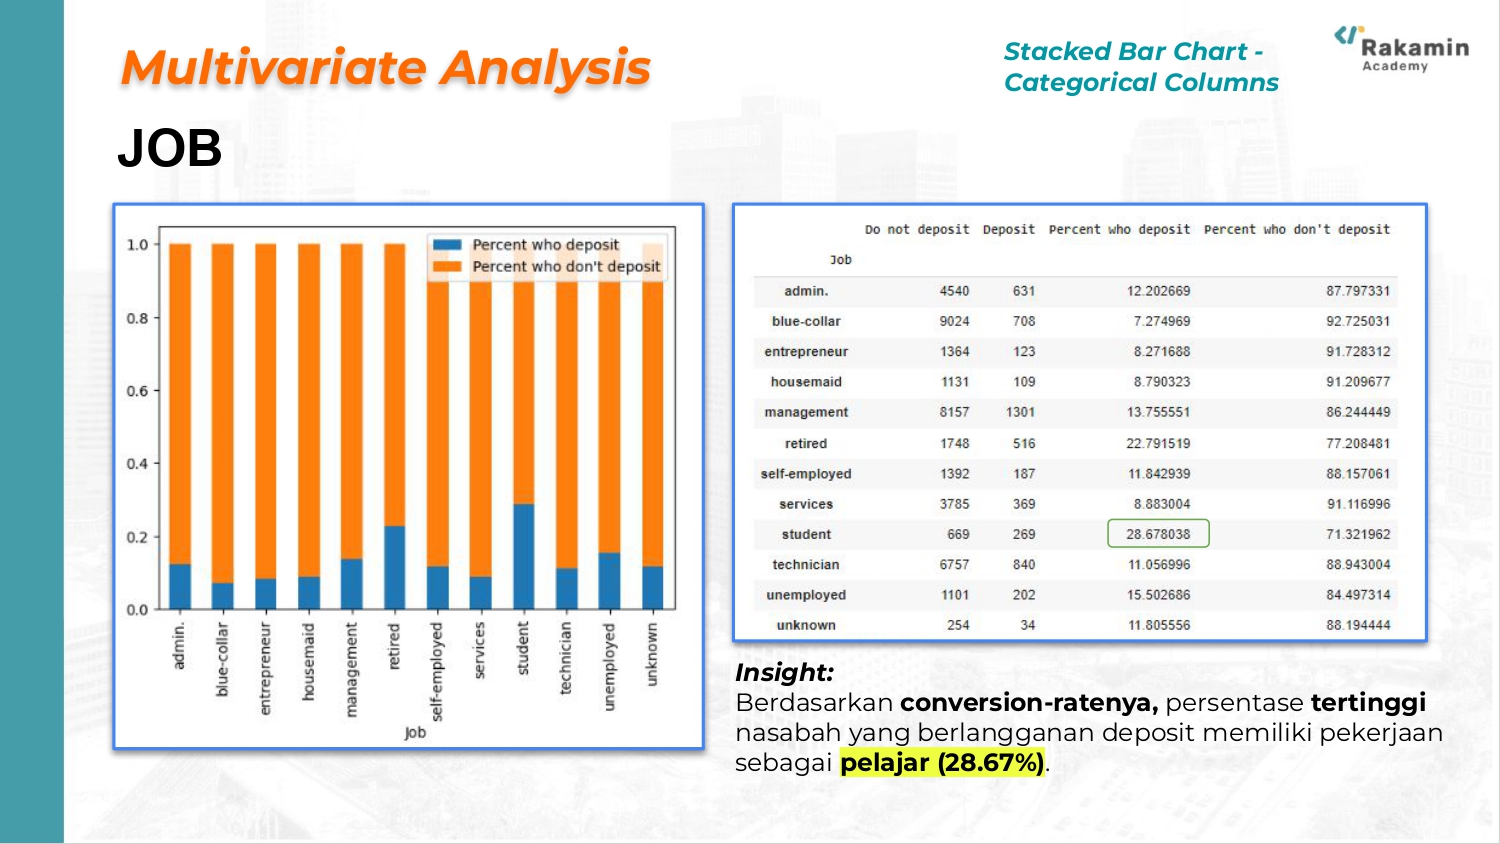 Multivariate Analysis
Stacked Bar Chart -
Categorical Columns
Rakamin
Academy
JOB
1.0
0.8
0.6
0.4
0.2
0.0
Percent who deposit
Percent who don't deposit
admin.
blue-collar
entrepreneur
housemaid
management
retired
self-employed
services
student
technician
unemployed
unknown
Job
Do not deposit Deposit Percent who deposit Percent who don't deposit
Job
admin. 4540 631 12.202669 87.797331
blue-collar 9024 708 7.274969 92.725031
entrepreneur 1364 123 8.271688 91.728312
housemaid 1131 109 8.790323 91.209677
management 8157 1301 13.755551 86.244449
retired 1748 516 22.791519 77.208481
self-employed 1392 187 11.842939 88.157061
services 3785 369 8.883004 91.116996
student 669 269 28.678038 71.321962
technician 6757 840 11.056996 88.943004
unemployed 1101 202 15.502686 84.497314
unknown 254 34 11.805556 88.194444
Insight:
Berdasarkan conversion-ratenya, persentase tertinggi
nasabah yang berlangganan deposit memiliki pekerjaan
sebagai pelajar (28.67%).